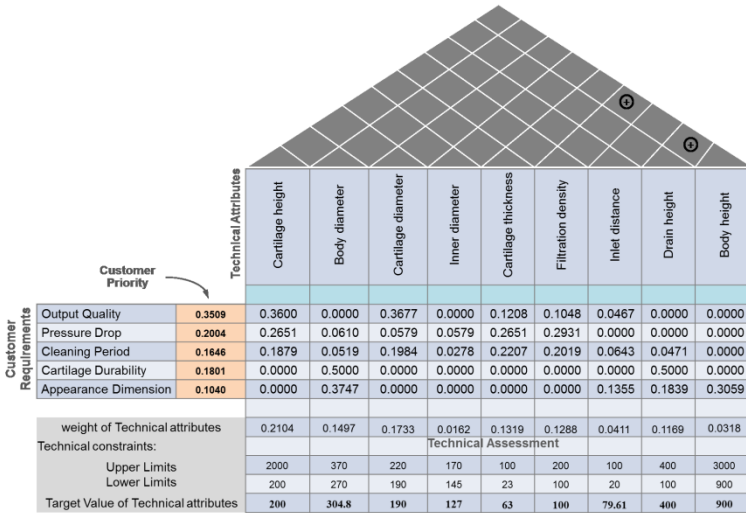 Technical Attributes
Cartilage height
Body diameter
Cartilage diameter
Inner diameter
Cartilage thickness
Filtration density
Inlet distance
Drain height
Body height
Customer
Priority
Customer
Requirements
Output Quality 0.3509 0.3600 0.0000 0.3677 0.0000 0.1208 0.1048 0.0467 0.0000 0.0000
Pressure Drop 0.2004 0.2651 0.0610 0.0579 0.0579 0.2651 0.2931 0.0000 0.0000 0.0000
Cleaning Period 0.1646 0.1879 0.0519 0.1984 0.0278 0.2207 0.2019 0.0643 0.0471 0.0000
Cartilage Durability 0.1801 0.0000 0.5000 0.0000 0.0000 0.0000 0.0000 0.0000 0.5000 0.0000
Appearance Dimension 0.1040 0.0000 0.3747 0.0000 0.0000 0.0000 0.0000 0.1355 0.1839 0.3059
weight of Technical attributes 0.2104 0.1497 0.1733 0.0162 0.1319 0.1288 0.0411 0.1169 0.0318
Technical constraints: Technical Assessment
Upper Limits 2000 370 220 170 100 200 100 400 3000
Lower Limits 200 270 190 145 23 100 20 100 900
Target Value of Technical attributes 200 304.8 190 127 63 100 79.61 400 900